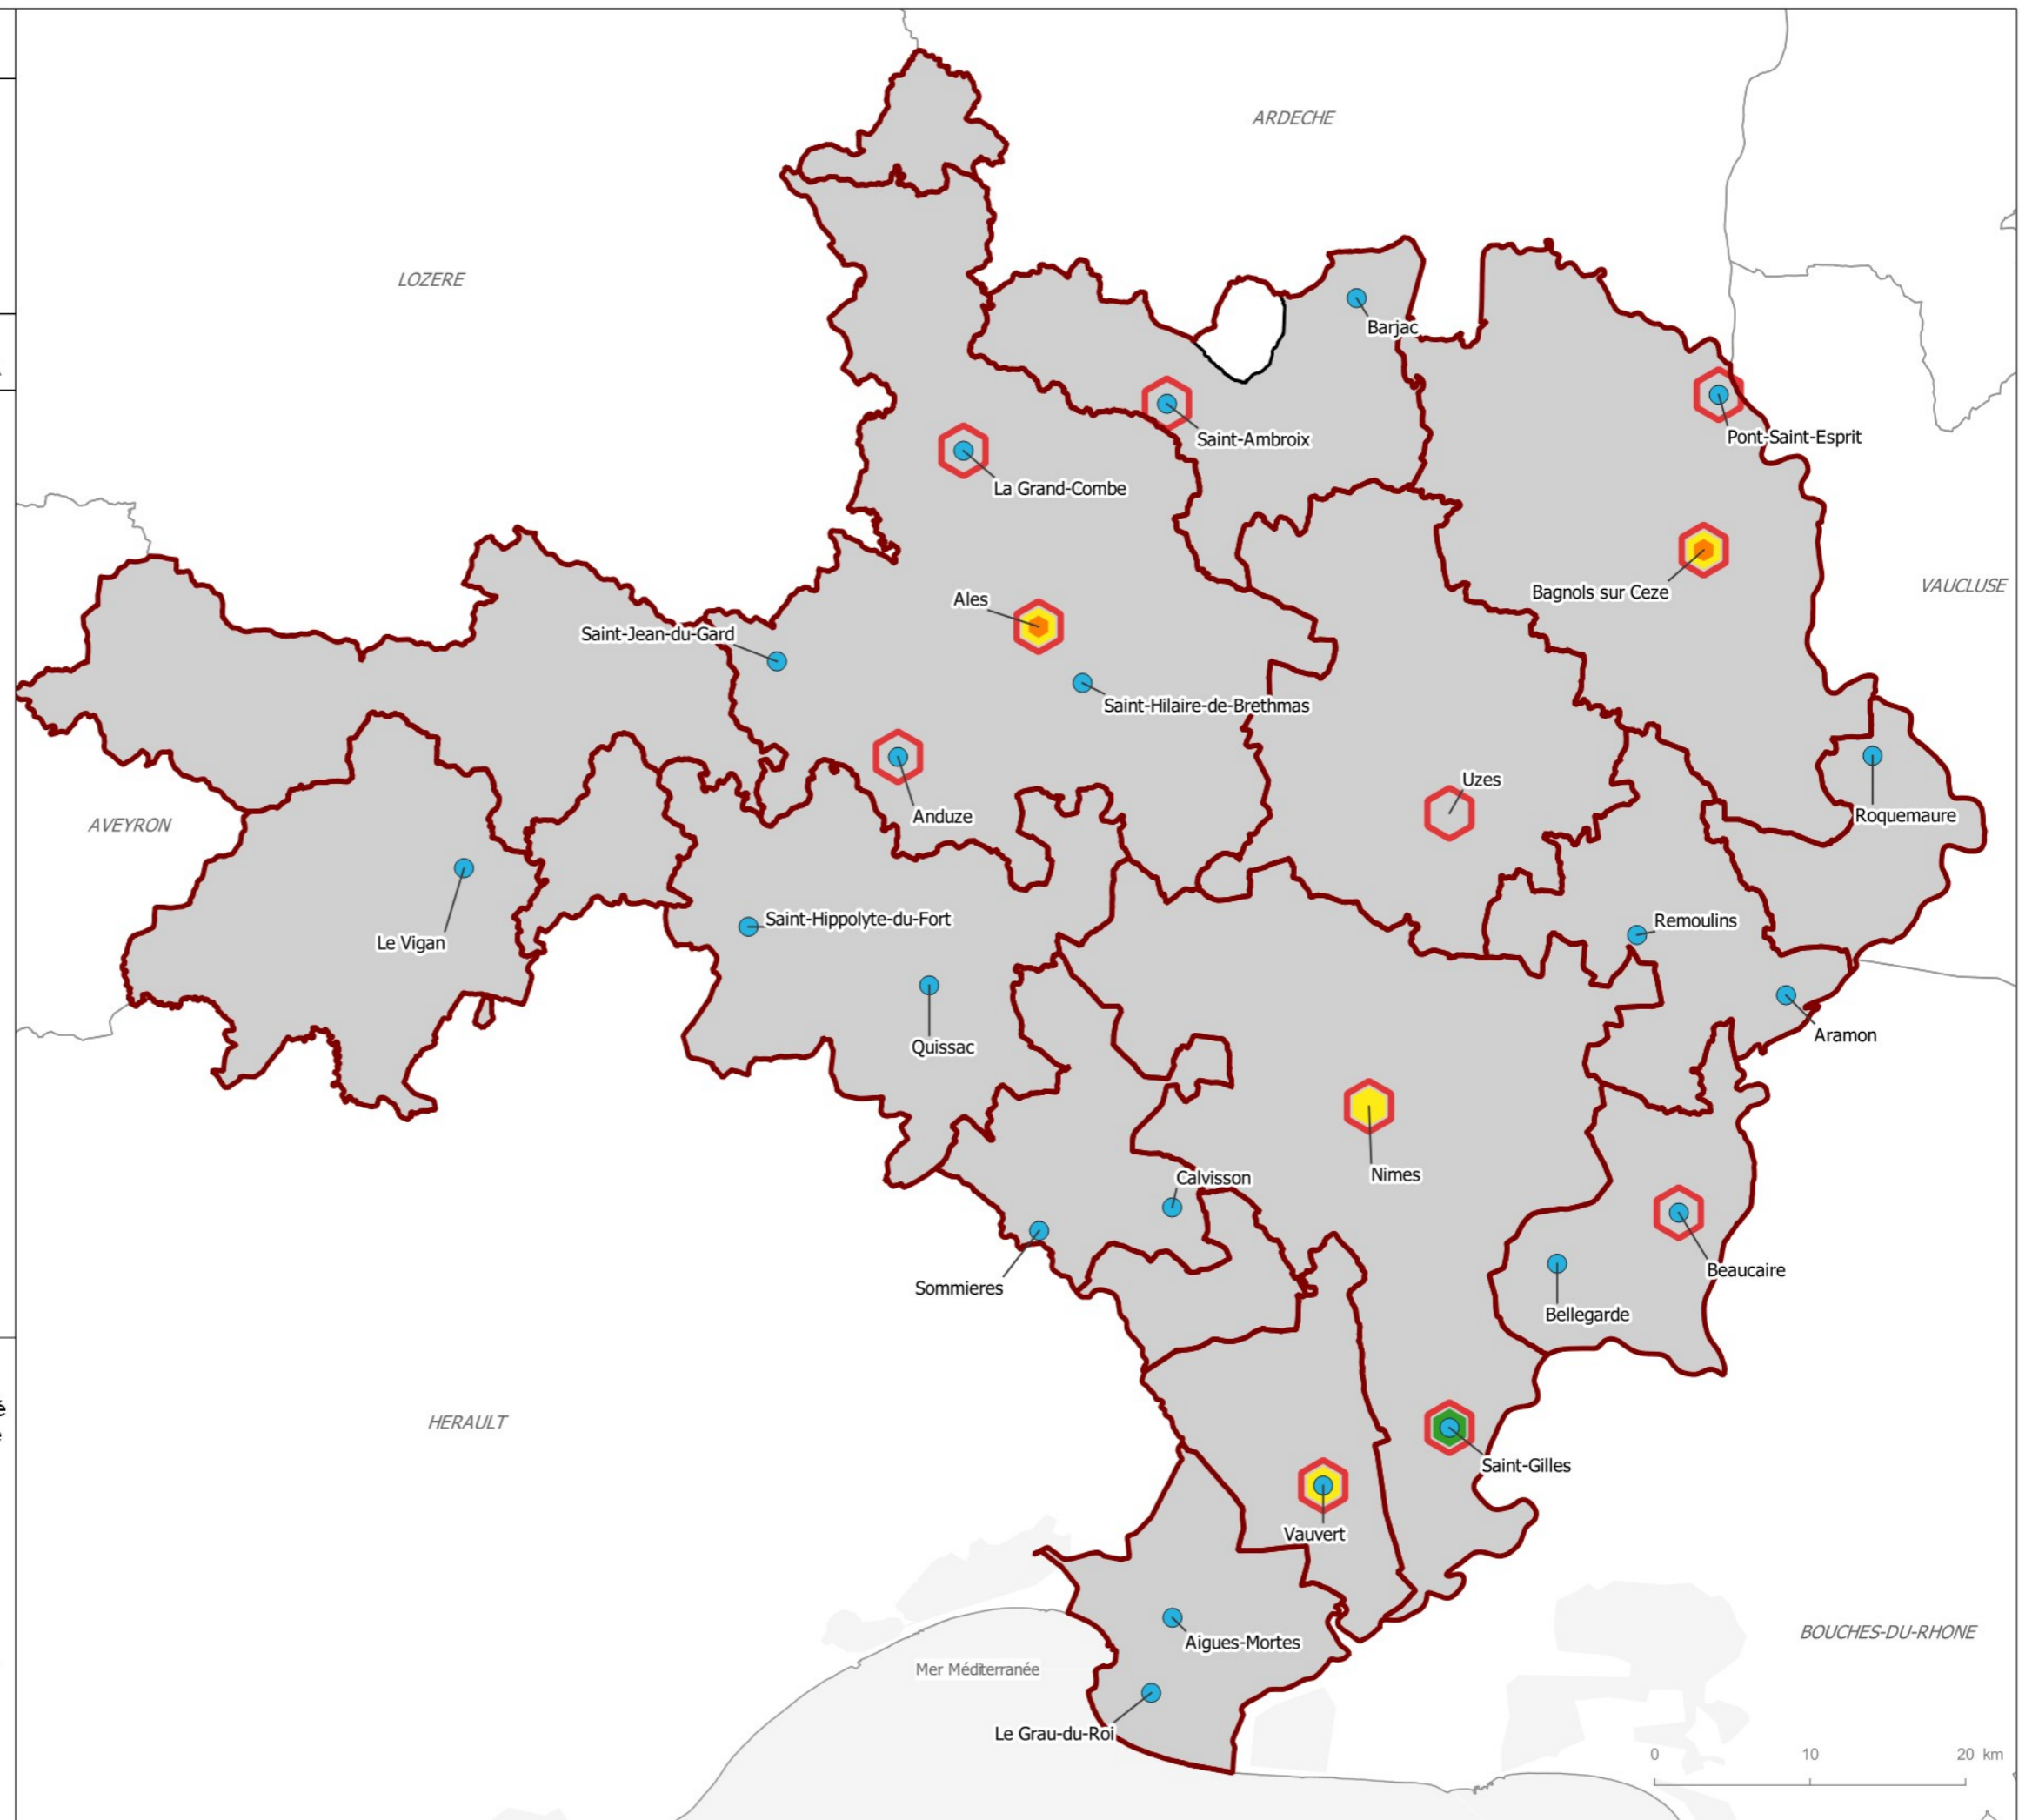 ARDECHE
LOZERE
Barjac
Saint-Ambroix
Pont-Saint-Esprit
La Grand-Combe
Bagnols sur Ceze
VAUCLUSE
Ales
Saint-Jean-du-Gard
Saint-Hilaire-de-Brethmas
Uzes
Roquemaure
Anduze
AVEYRON
Saint-Hippolyte-du-Fort
Remoulins
Le Vigan
Aramon
Quissac
Nimes
Calvisson
Beaucaire
Sommieres
Bellegarde
é
HERAULT
Saint-Gilles
Vauvert
BOUCHES-DU-RHONE
Aigues-Mortes
Mer Méditerranée
Le Grau-du-Roi
0 10 20 km